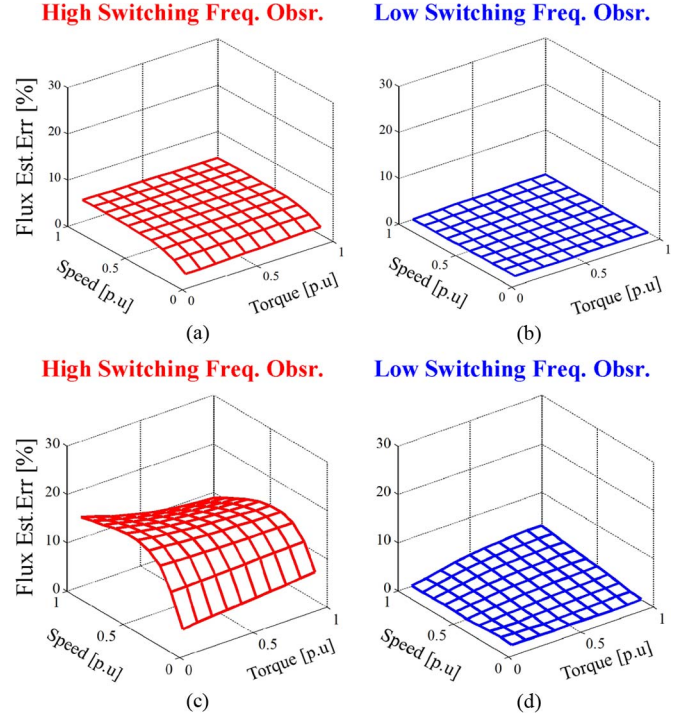 High Switching Freq. Obsr.
Low Switching Freq. Obsr.
Flux Est.Err [%]
30
20
10
0
1
0.5
0
Speed [p.u]
0
0.5
1
Torque [p.u]
(a)
30
20
10
0
1
0.5
0
Speed [p.u]
0
0.5
1
Torque [p.u]
(b)
High Switching Freq. Obsr.
Low Switching Freq. Obsr.
Flux Est.Err [%]
30
20
10
0
1
0.5
0
Speed [p.u]
0
0.5
1
Torque [p.u]
(c)
30
20
10
0
1
0.5
0
Speed [p.u]
0
0.5
1
Torque [p.u]
(d)